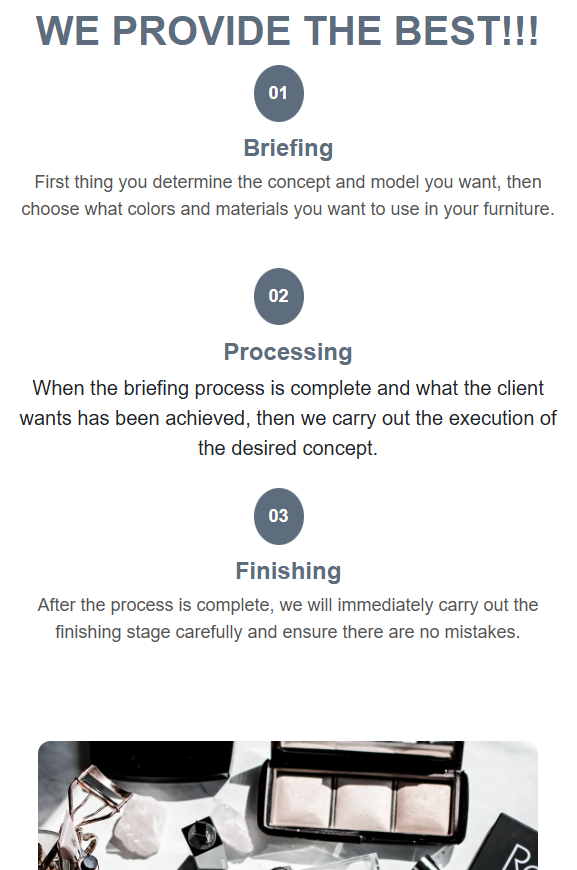 WE PROVIDE THE BEST!!!
01
Briefing
First thing you determine the concept and model you want, then
choose what colors and materials you want to use in your furniture.
02
Processing
When the briefing process is complete and what the client
wants has been achieved, then we carry out the execution of
the desired concept.
03
Finishing
After the process is complete, we will immediately carry out the
finishing stage carefully and ensure there are no mistakes.